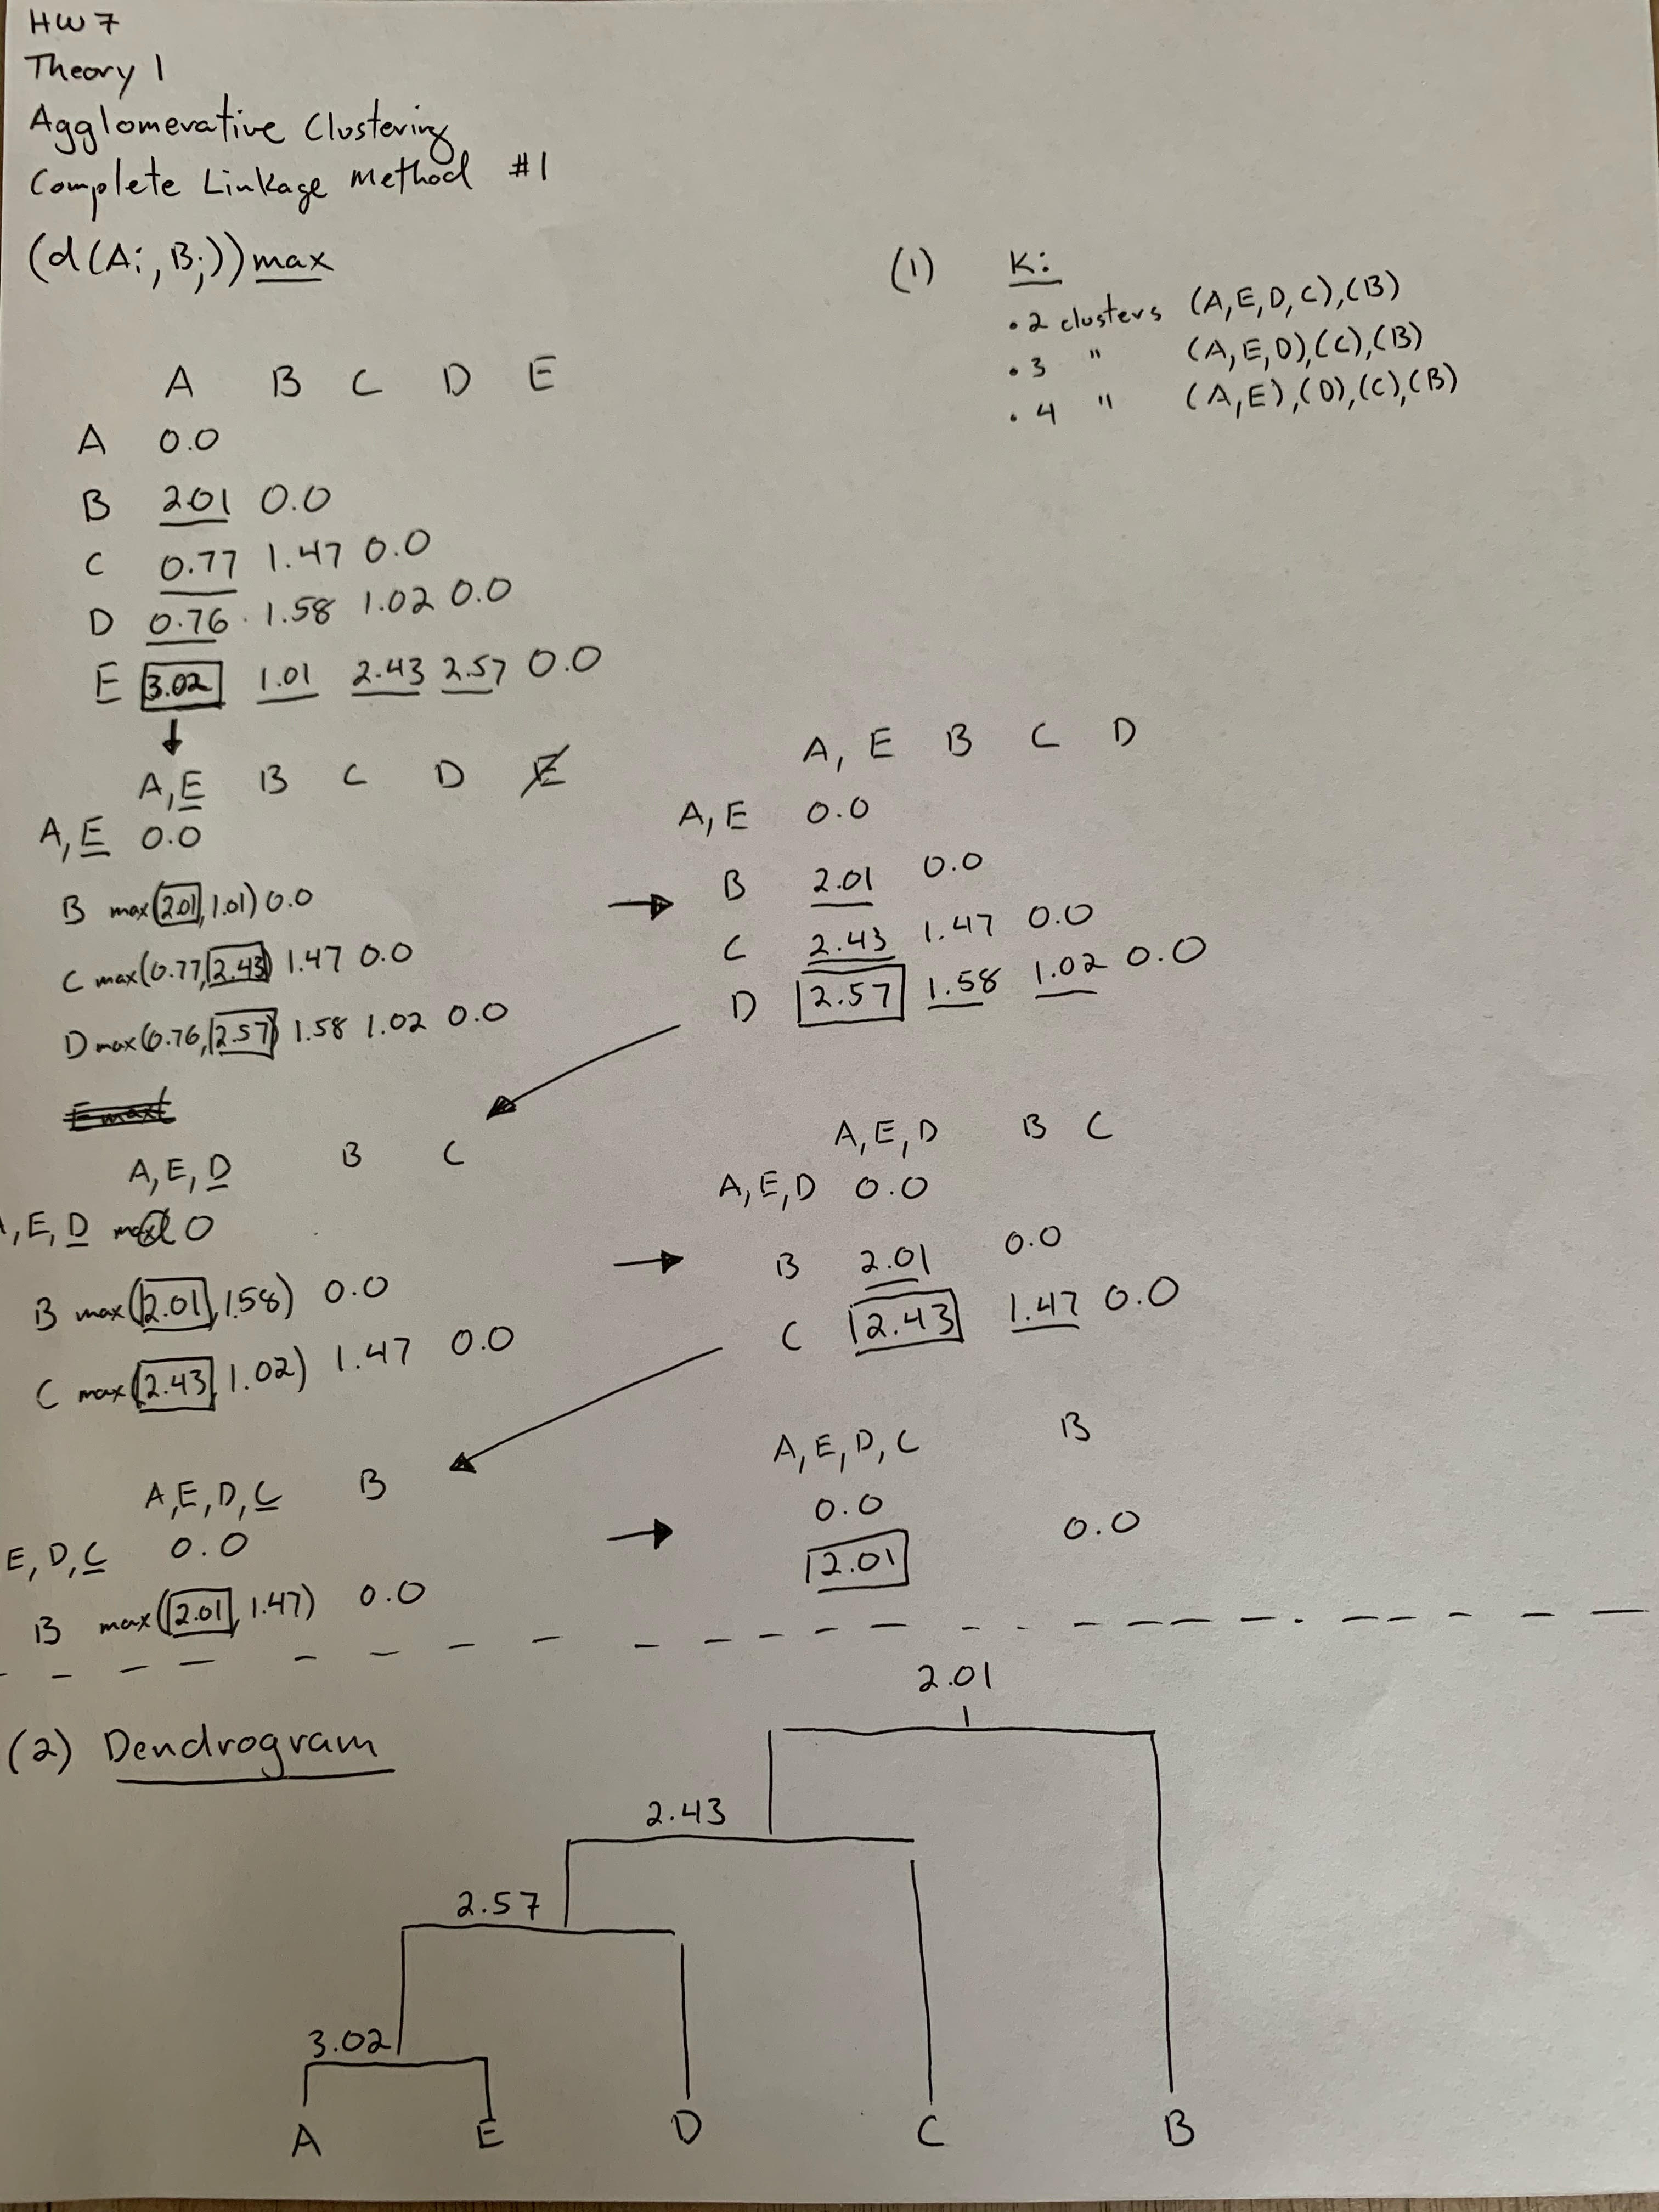 HW7
Theory 1
Agglomerative Clustering
Complete Linkage Method #1
(d(Ai, Bj)) max
(1) K:
• 2 clusters (A,E,D,C),(B)
• 3 " (A,E,D),(C),(B)
• 4 " (A,E),(D),(C),(B)
A B C D E
A 0.0
B 2.01 0.0
C 0.77 1.47 0.0
D 0.76 1.58 1.02 0.0
E 3.02 1.01 2.43 2.57 0.0
A,E B C D E
A,E 0.0
B max(2.01, 1.01) 0.0
C max(0.77, 2.43) 1.47 0.0
D max(0.76, 2.57) 1.58 1.02 0.0
E max(
A, E B C D
A, E 0.0
B 2.01 0.0
C 2.43 1.47 0.0
D 2.57 1.58 1.02 0.0
A, E, D B C
, E, D 0
B max(2.01, 1.58) 0.0
C max(2.43, 1.02) 1.47 0.0
A, E, D B C
A, E, D 0.0
B 2.01 0.0
C 2.43 1.47 0.0
A,E,D,C B
E, D, C 0.0
B max(2.01, 1.47) 0.0
A, E, D, C B
0.0
2.01 0.0
(2) Dendrogram
2.01
2.43
2.57
3.02
A E D C B